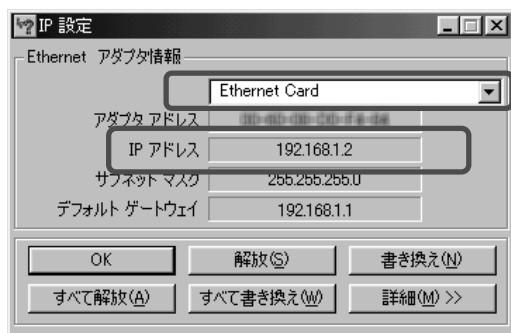 IP 設定
Ethernet アダプタ情報
Ethernet Card
アダプタ アドレス
IP アドレス 192.168.1.2
サブネット マスク 255.255.255.0
デフォルト ゲートウェイ 192.168.1.1
OK 解放(S) 書き換え(N)
すべて解放(A) すべて書き換え(W) 詳細(M) >>